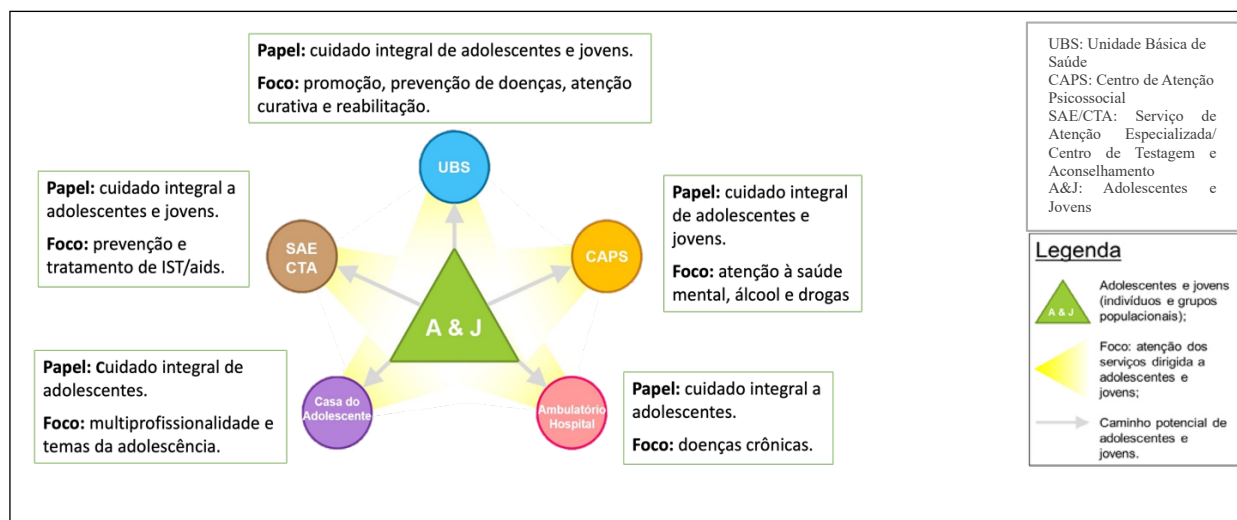 Papel: cuidado integral de adolescentes e jovens.
Foco: promoção, prevenção de doenças, atenção
curativa e reabilitação.
UBS
Papel: cuidado integral a
adolescentes e jovens.
Foco: prevenção e
tratamento de IST/aids.
SAE
CTA
CAPS
Papel: cuidado integral
de adolescentes e
jovens.
Foco: atenção à saúde
mental, álcool e drogas
A & J
Papel: Cuidado integral de
adolescentes.
Foco: multiprofissionalidade e
temas da adolescência.
Casa do
Adolescente
Ambulatório
Hospital
Papel: cuidado integral a
adolescentes.
Foco: doenças crônicas.
UBS: Unidade Básica de
Saúde
CAPS: Centro de Atenção
Psicossocial
SAE/CTA: Serviço de
Atenção Especializada/
Centro de Testagem e
Aconselhamento
A&J: Adolescentes e
Jovens
Legenda
A & J
Adolescentes e jovens
(indivíduos e grupos
populacionais);
Foco: atenção dos
serviços dirigida a
adolescentes e
jovens;
Caminho potencial de
adolescentes e
jovens.